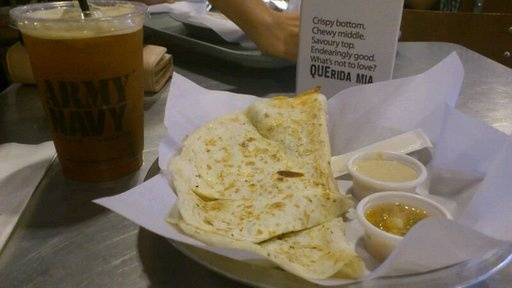 ARMY
NAVY
Crispy bottom.
Chewy middle.
Savoury top.
Endearingly good.
What's not to love?
QUERIDA MIA